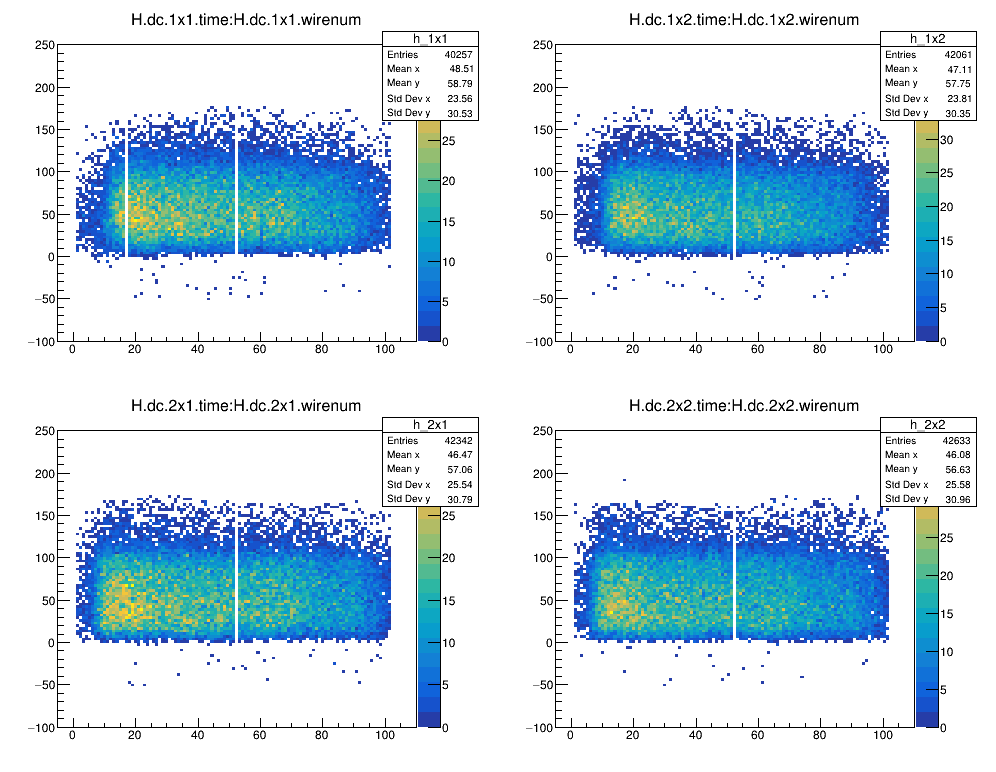 H.dc.1x1.time:H.dc.1x1.wirenum
h_1x1
Entries 40257
Mean x 48.51
Mean y 58.79
Std Dev x 23.56
Std Dev y 30.53
250
200
150
100
50
0
−50
−100
0 20 40 60 80 100
25
20
15
10
5
0
H.dc.1x2.time:H.dc.1x2.wirenum
h_1x2
Entries 42061
Mean x 47.11
Mean y 57.75
Std Dev x 23.81
Std Dev y 30.35
250
200
150
100
50
0
−50
−100
0 20 40 60 80 100
30
25
20
15
10
5
0
H.dc.2x1.time:H.dc.2x1.wirenum
h_2x1
Entries 42342
Mean x 46.47
Mean y 57.06
Std Dev x 25.54
Std Dev y 30.79
250
200
150
100
50
0
−50
−100
0 20 40 60 80 100
25
20
15
10
5
0
H.dc.2x2.time:H.dc.2x2.wirenum
h_2x2
Entries 42633
Mean x 46.08
Mean y 56.63
Std Dev x 25.58
Std Dev y 30.96
250
200
150
100
50
0
−50
−100
0 20 40 60 80 100
25
20
15
10
5
0